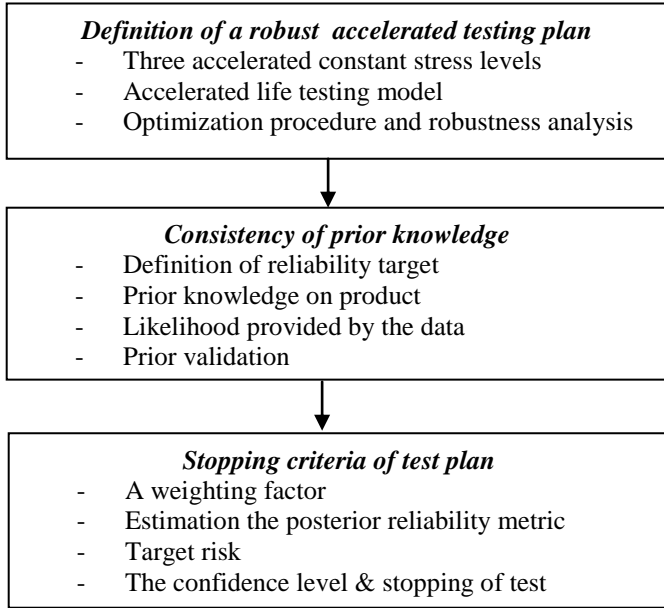 Definition of a robust accelerated testing plan
- Three accelerated constant stress levels
- Accelerated life testing model
- Optimization procedure and robustness analysis
Consistency of prior knowledge
- Definition of reliability target
- Prior knowledge on product
- Likelihood provided by the data
- Prior validation
Stopping criteria of test plan
- A weighting factor
- Estimation the posterior reliability metric
- Target risk
- The confidence level & stopping of test